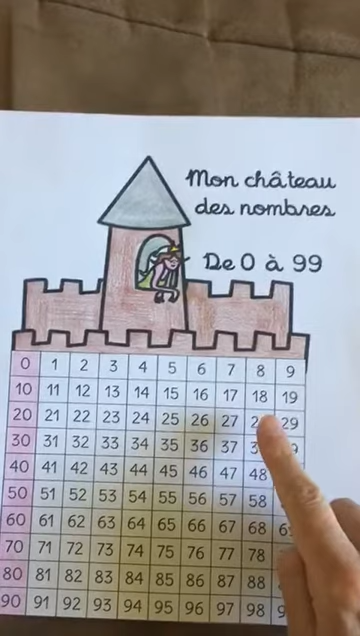 Mon château
des nombres
De 0 à 99
0 1 2 3 4 5 6 7 8 9
10 11 12 13 14 15 16 17 18 19
20 21 22 23 24 25 26 27 29
30 31 32 33 34 35 36 37
40 41 42 43 44 45 46 47 48
50 51 52 53 54 55 56 57 58
60 61 62 63 64 65 66 67 68
70 71 72 73 74 75 76 77 78
80 81 82 83 84 85 86 87 88
90 91 92 93 94 95 96 97 98